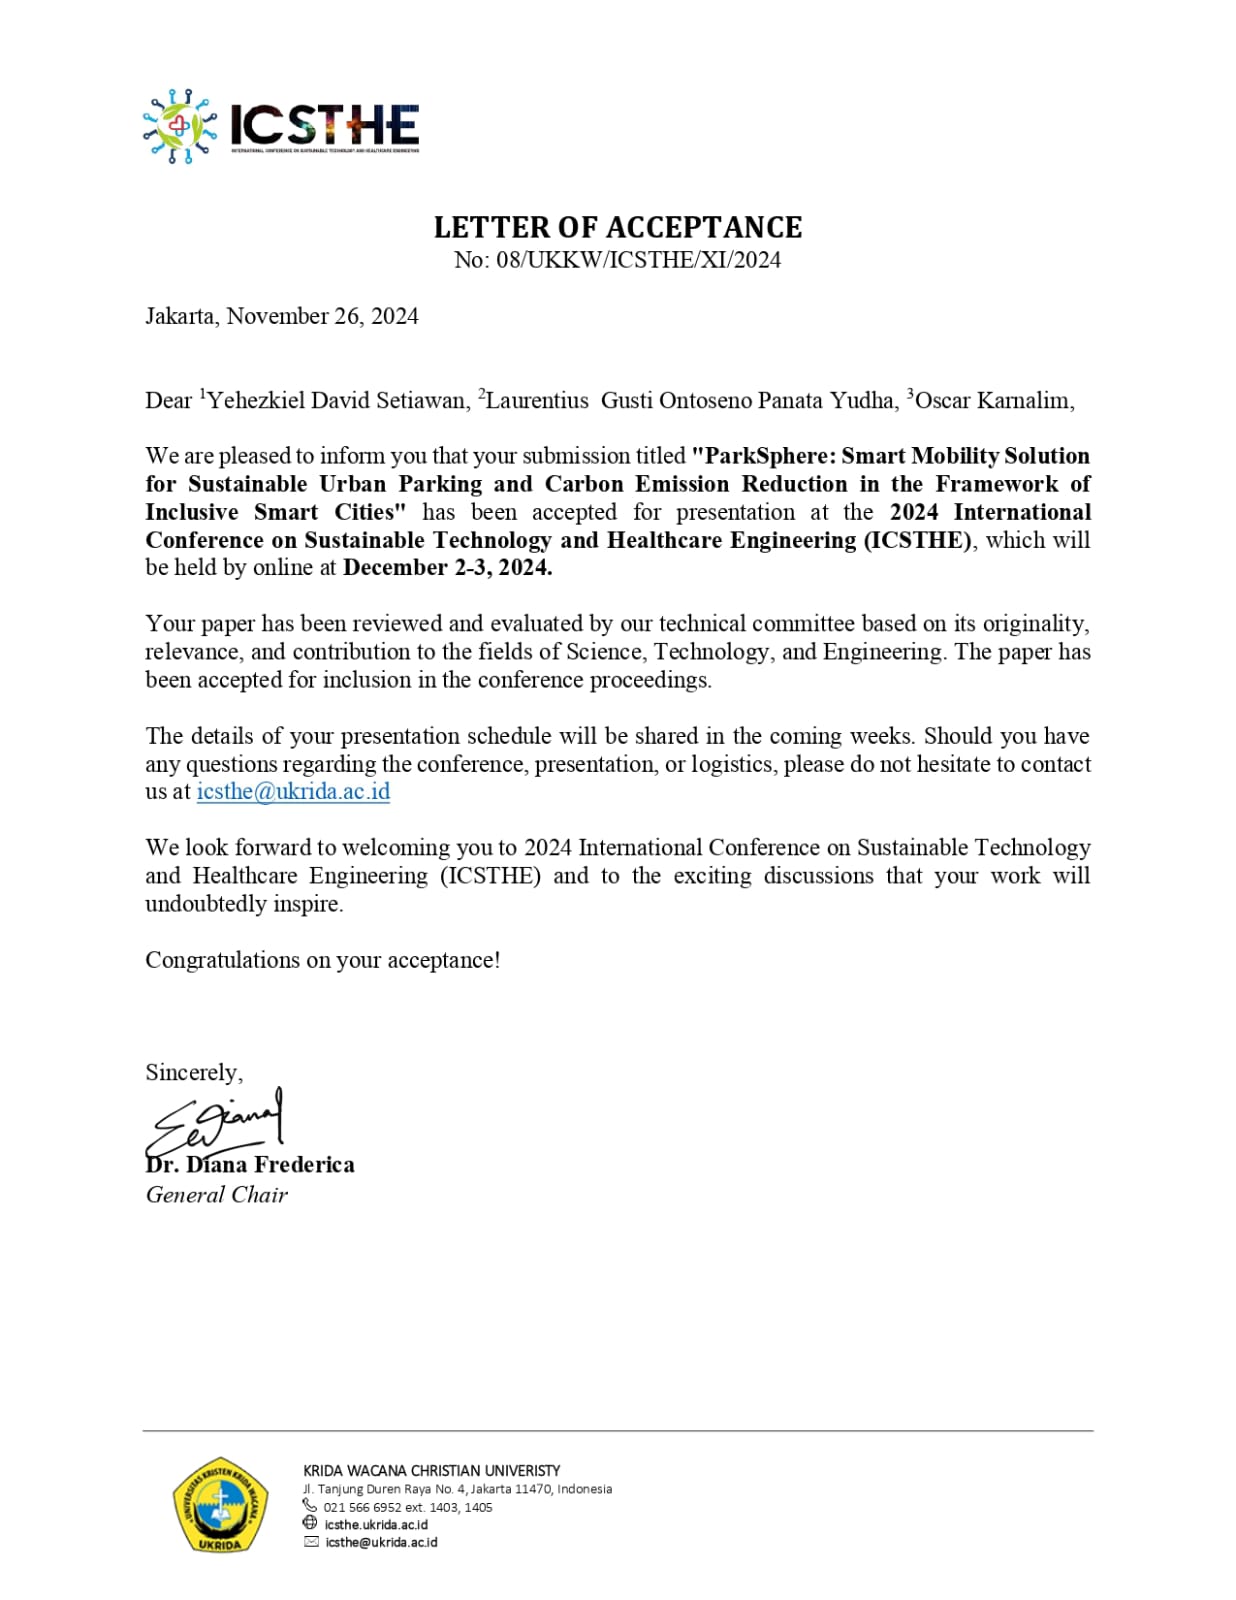 ICSTHE
INTERNATIONAL CONFERENCE ON SUSTAINABLE TECHNOLOGY AND HEALTHCARE ENGINEERING
LETTER OF ACCEPTANCE
No: 08/UKKW/ICSTHE/XI/2024
Jakarta, November 26, 2024
Dear ¹Yehezkiel David Setiawan, ²Laurentius  Gusti Ontoseno Panata Yudha, ³Oscar Karnalim,
We are pleased to inform you that your submission titled "ParkSphere: Smart Mobility Solution
for Sustainable Urban Parking and Carbon Emission Reduction in the Framework of
Inclusive Smart Cities" has been accepted for presentation at the 2024 International
Conference on Sustainable Technology and Healthcare Engineering (ICSTHE), which will
be held by online at December 2-3, 2024.
Your paper has been reviewed and evaluated by our technical committee based on its originality,
relevance, and contribution to the fields of Science, Technology, and Engineering. The paper has
been accepted for inclusion in the conference proceedings.
The details of your presentation schedule will be shared in the coming weeks. Should you have
any questions regarding the conference, presentation, or logistics, please do not hesitate to contact
us at icsthe@ukrida.ac.id
We look forward to welcoming you to 2024 International Conference on Sustainable Technology
and Healthcare Engineering (ICSTHE) and to the exciting discussions that your work will
undoubtedly inspire.
Congratulations on your acceptance!
Sincerely,
Dr. Diana Frederica
General Chair
UNIVERSITAS KRISTEN KRIDA WACANA
UKRIDA
KRIDA WACANA CHRISTIAN UNIVERISTY
Jl. Tanjung Duren Raya No. 4, Jakarta 11470, Indonesia
021 566 6952 ext. 1403, 1405
icsthe.ukrida.ac.id
icsthe@ukrida.ac.id